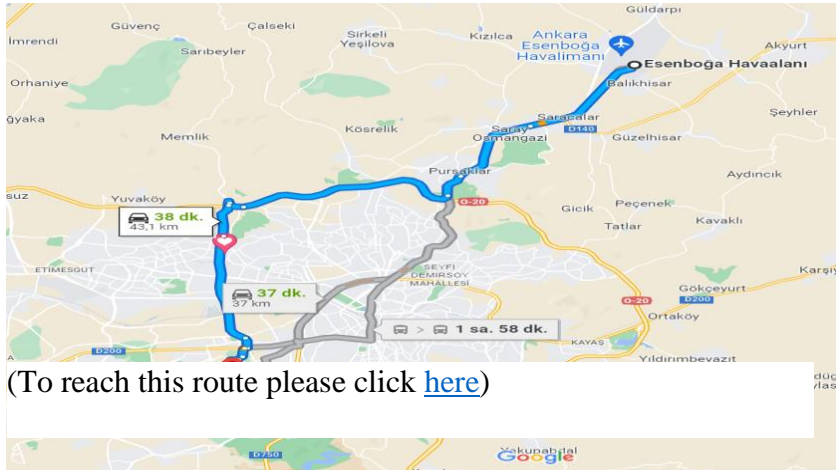 Güldarpı
Güvenç
Çalseki
İmrendi
Sirkeli
Yeşilova
Kızılca
Ankara
Esenboğa
Havalimanı
Akyurt
Sarıbeyler
Esenboğa Havaalanı
Orhaniye
Balıkhisar
ğyaka
Saracalar
Şeyhler
Kösrelik
Saray
Osmangazi
D140
Memlik
Güzelhisar
Pursaklar
Aydıncık
suz
Yuvaköy
O-20
Gicik
Peçenek
38 dk.
43,1 km
Tatlar
Kavaklı
ETİMESGUT
SEYFİ
DEMİRSOY
MAHALLESİ
Karşıy
37 dk.
37 km
Gökçeyurt
O-20
D200
Ortaköy
> 1 sa. 58 dk.
KAYAŞ
A
D200
Yıldırımbeyazıt
(To reach this route please click here)
D750
Google